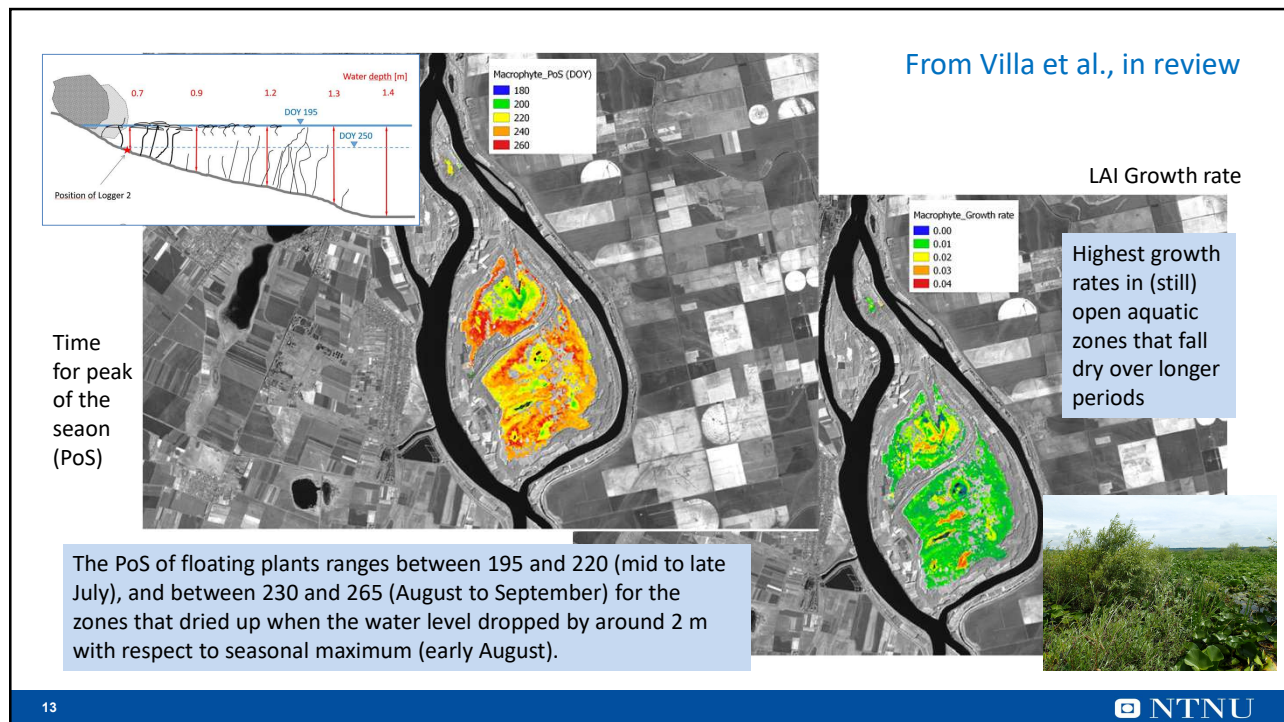 From Villa et al., in review
Water depth [m]
0.7
0.9
1.2
1.3
1.4
DOY 195
DOY 250
Position of Logger 2
Macrophyte_PoS (DOY)
180
200
220
240
260
LAI Growth rate
Macrophyte_Growth rate
0.00
0.01
0.02
0.03
0.04
Highest growth
rates in (still)
open aquatic
zones that fall
dry over longer
periods
Time
for peak
of the
seaon
(PoS)
The PoS of floating plants ranges between 195 and 220 (mid to late
July), and between 230 and 265 (August to September) for the
zones that dried up when the water level dropped by around 2 m
with respect to seasonal maximum (early August).
13
NTNU